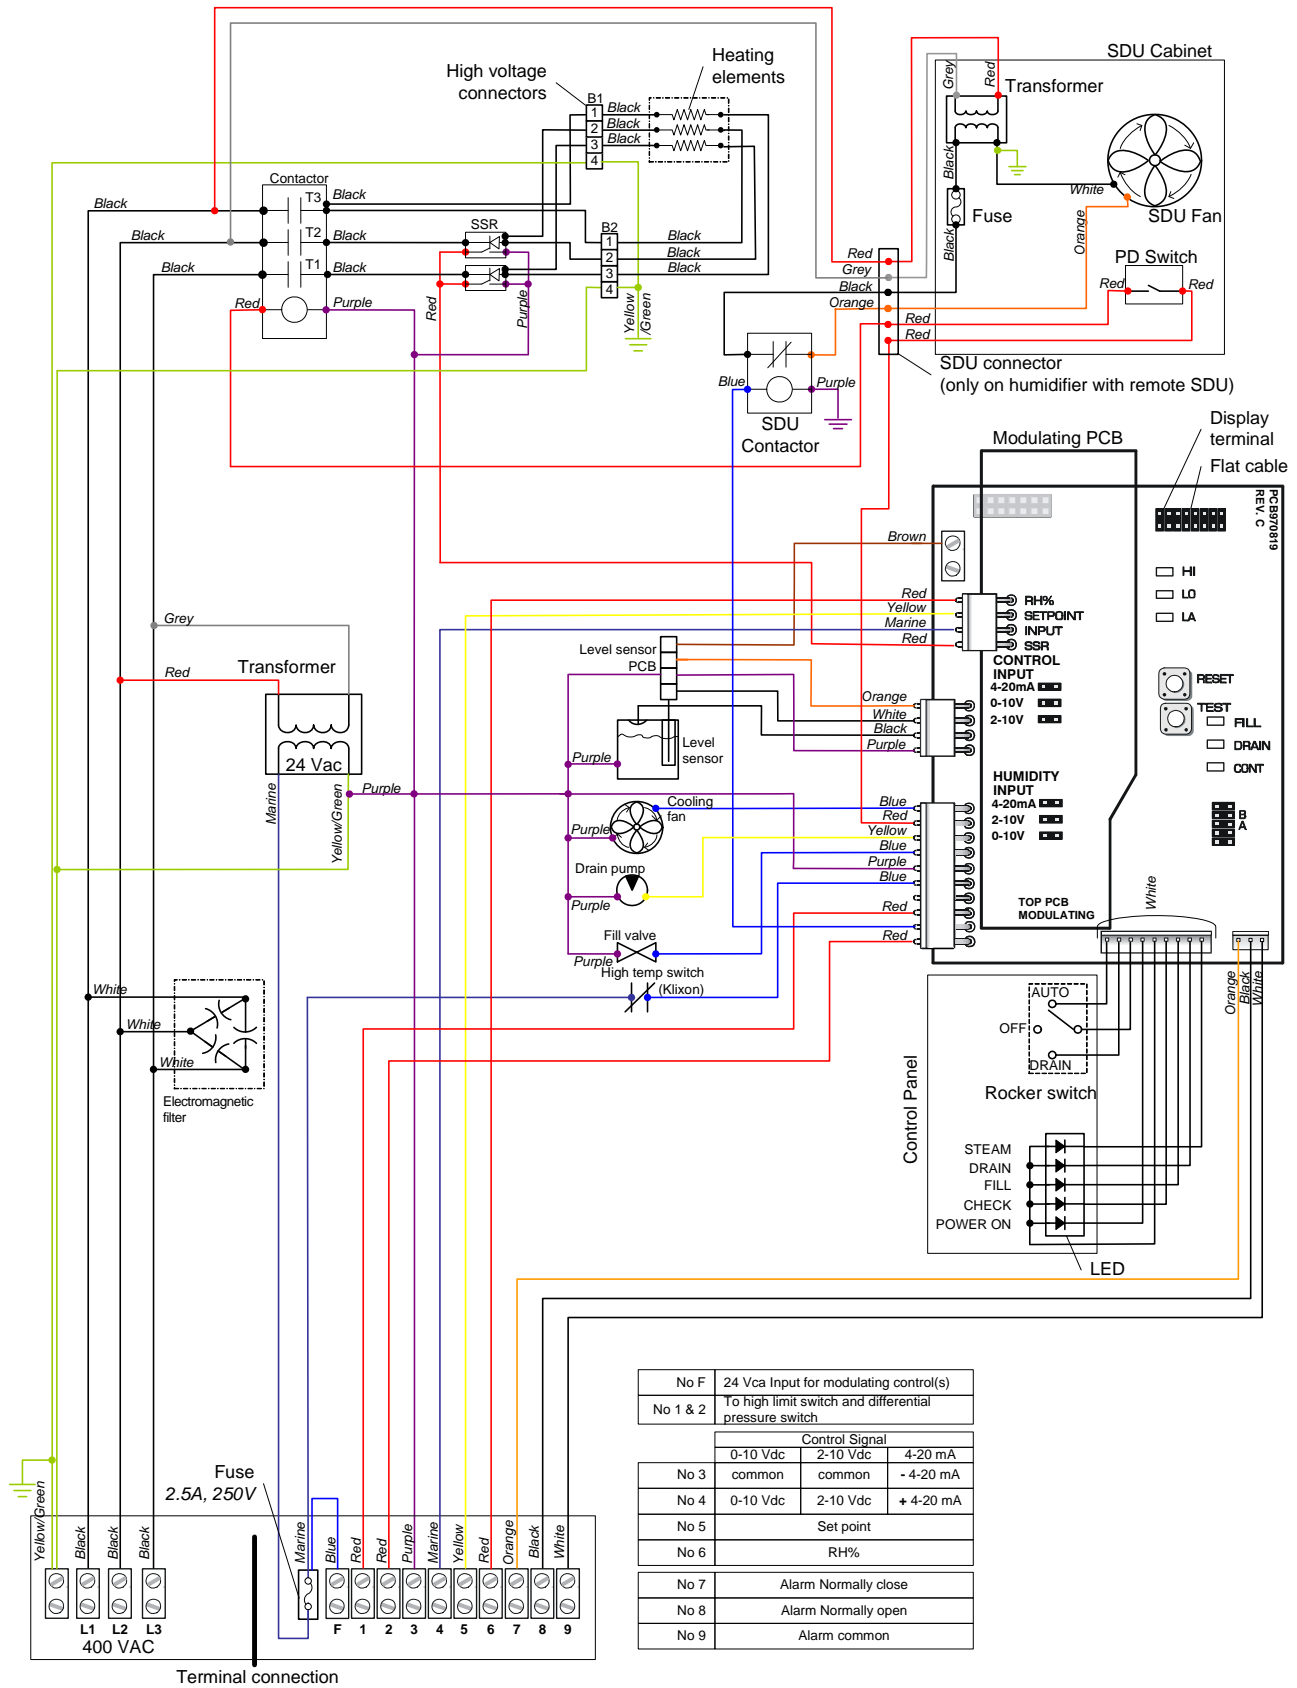 SDU Cabinet
Heating
elements
High voltage
connectors
Grey
Red
Transformer
B1
1
2
3
4
Black
Black
Black
Black
White
Fuse
Black
Orange
SDU Fan
Contactor
T3
T2
T1
Black
Black
Black
Black
Black
Black
Red
Purple
SSR
Red
Purple
B2
1
2
3
4
Black
Black
Black
Yellow
/Green
Red
Grey
Black
Orange
Red
Red
PD Switch
Red
Red
SDU connector
(only on humidifier with remote SDU)
Blue
Purple
SDU
Contactor
Display
terminal
Flat cable
Modulating PCB
PCB970819
REV. C
Brown
HI
LO
LA
Red
Yellow
Marine
Red
RH%
SETPOINT
INPUT
SSR
CONTROL
INPUT
4-20mA
0-10V
2-10V
RESET
TEST
FILL
DRAIN
CONT
Grey
Transformer
Red
24 Vac
Marine
Yellow/Green
Purple
Level sensor
PCB
Level
sensor
Purple
Orange
White
Black
Purple
HUMIDITY
INPUT
4-20mA
2-10V
0-10V
B
A
Cooling
fan
Purple
Drain pump
Purple
Fill valve
Purple
High temp switch
(Klixon)
Blue
Red
Yellow
Blue
Purple
Blue
Red
Red
TOP PCB
MODULATING
White
Orange
Black
White
White
White
White
Electromagnetic
filter
Control Panel
AUTO
OFF
DRAIN
Rocker switch
STEAM
DRAIN
FILL
CHECK
POWER ON
LED
No F 24 Vca Input for modulating control(s)
No 1 & 2 To high limit switch and differential
pressure switch
Control Signal
0-10 Vdc 2-10 Vdc 4-20 mA
No 3 common common - 4-20 mA
No 4 0-10 Vdc 2-10 Vdc + 4-20 mA
No 5 Set point
No 6 RH%
No 7 Alarm Normally close
No 8 Alarm Normally open
No 9 Alarm common
Fuse
2.5A, 250V
Yellow/Green
Black
Black
Black
Marine
Blue
Red
Red
Purple
Marine
Yellow
Red
Orange
Black
White
L1 L2 L3
400 VAC
F 1 2 3 4 5 6 7 8 9
Terminal connection